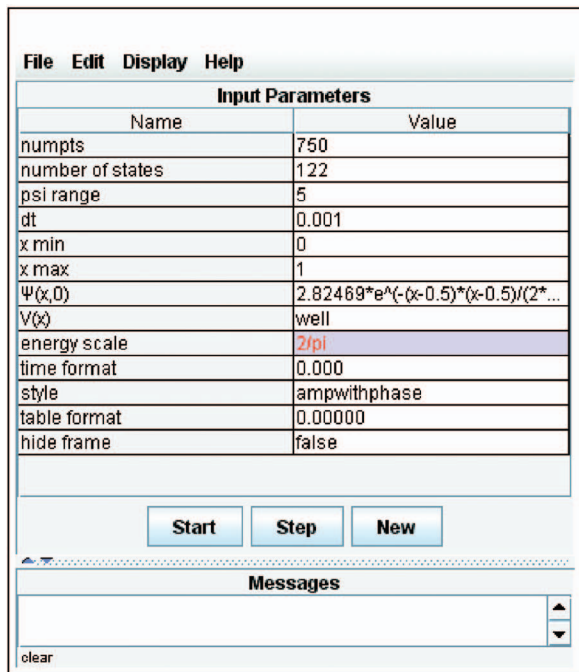 File Edit Display Help
Input Parameters
Name Value
numpts 750
number of states 122
psi range 5
dt 0.001
x min 0
x max 1
Ψ(x,0) 2.82469*e^(-(x-0.5)*(x-0.5)/(2*...
V(x) well
energy scale 2/pi
time format 0.000
style ampwithphase
table format 0.00000
hide frame false
Start Step New
Messages
clear